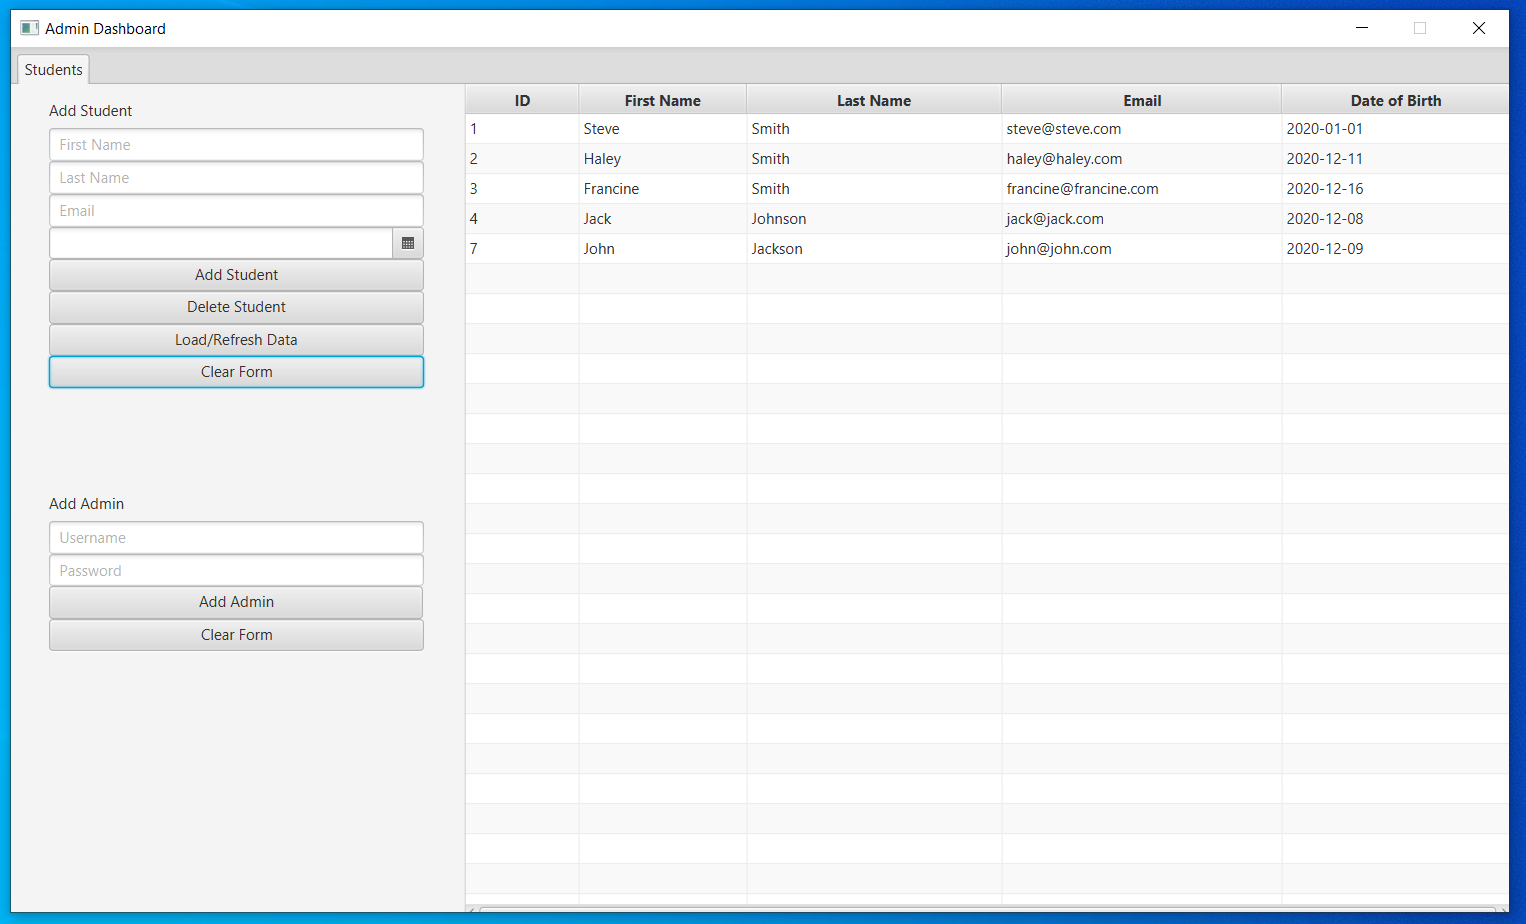 Admin Dashboard
Students
Add Student
First Name
Last Name
Email
Add Student
Delete Student
Load/Refresh Data
Clear Form
Add Admin
Username
Password
Add Admin
Clear Form
ID First Name Last Name Email Date of Birth
1 Steve Smith steve@steve.com 2020-01-01
2 Haley Smith haley@haley.com 2020-12-11
3 Francine Smith francine@francine.com 2020-12-16
4 Jack Johnson jack@jack.com 2020-12-08
7 John Jackson john@john.com 2020-12-09